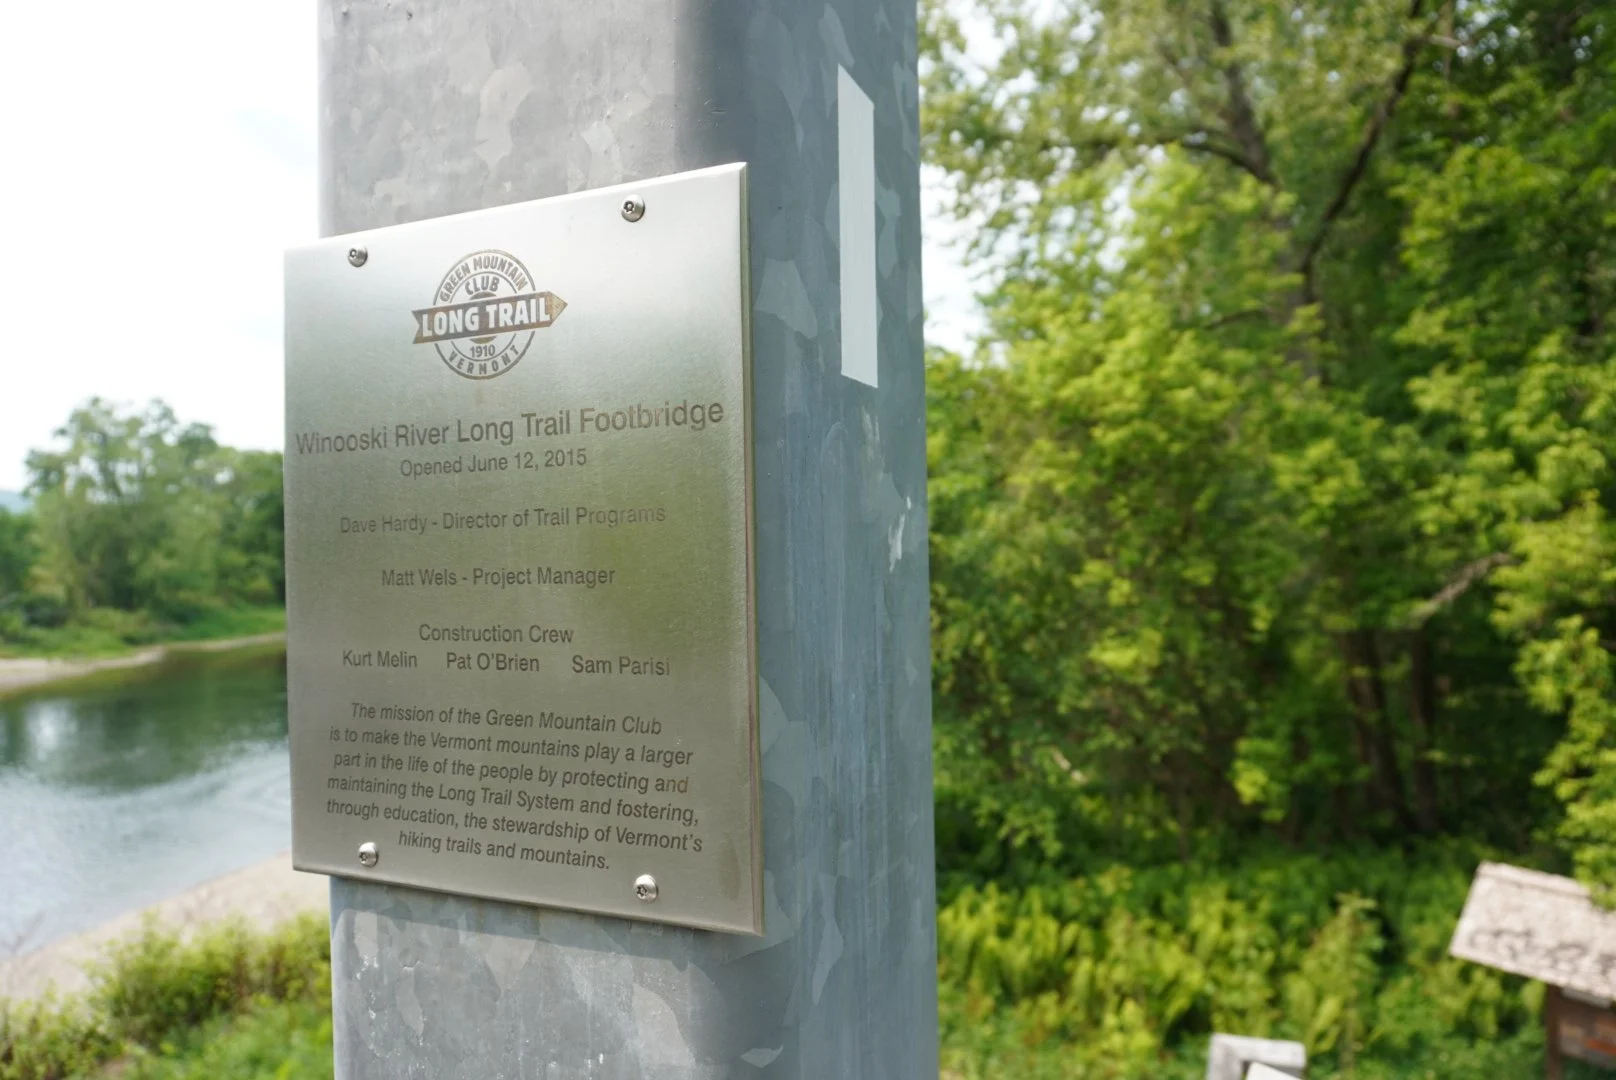 GREEN MOUNTAIN
CLUB
LONG TRAIL
1910
VERMONT
Winooski River Long Trail Footbridge
Opened June 12, 2015
Dave Hardy - Director of Trail Programs
Matt Wels - Project Manager
Construction Crew
Kurt Melin Pat O'Brien Sam Parisi
The mission of the Green Mountain Club
is to make the Vermont mountains play a larger
part in the life of the people by protecting and
maintaining the Long Trail System and fostering,
through education, the stewardship of Vermont's
hiking trails and mountains.